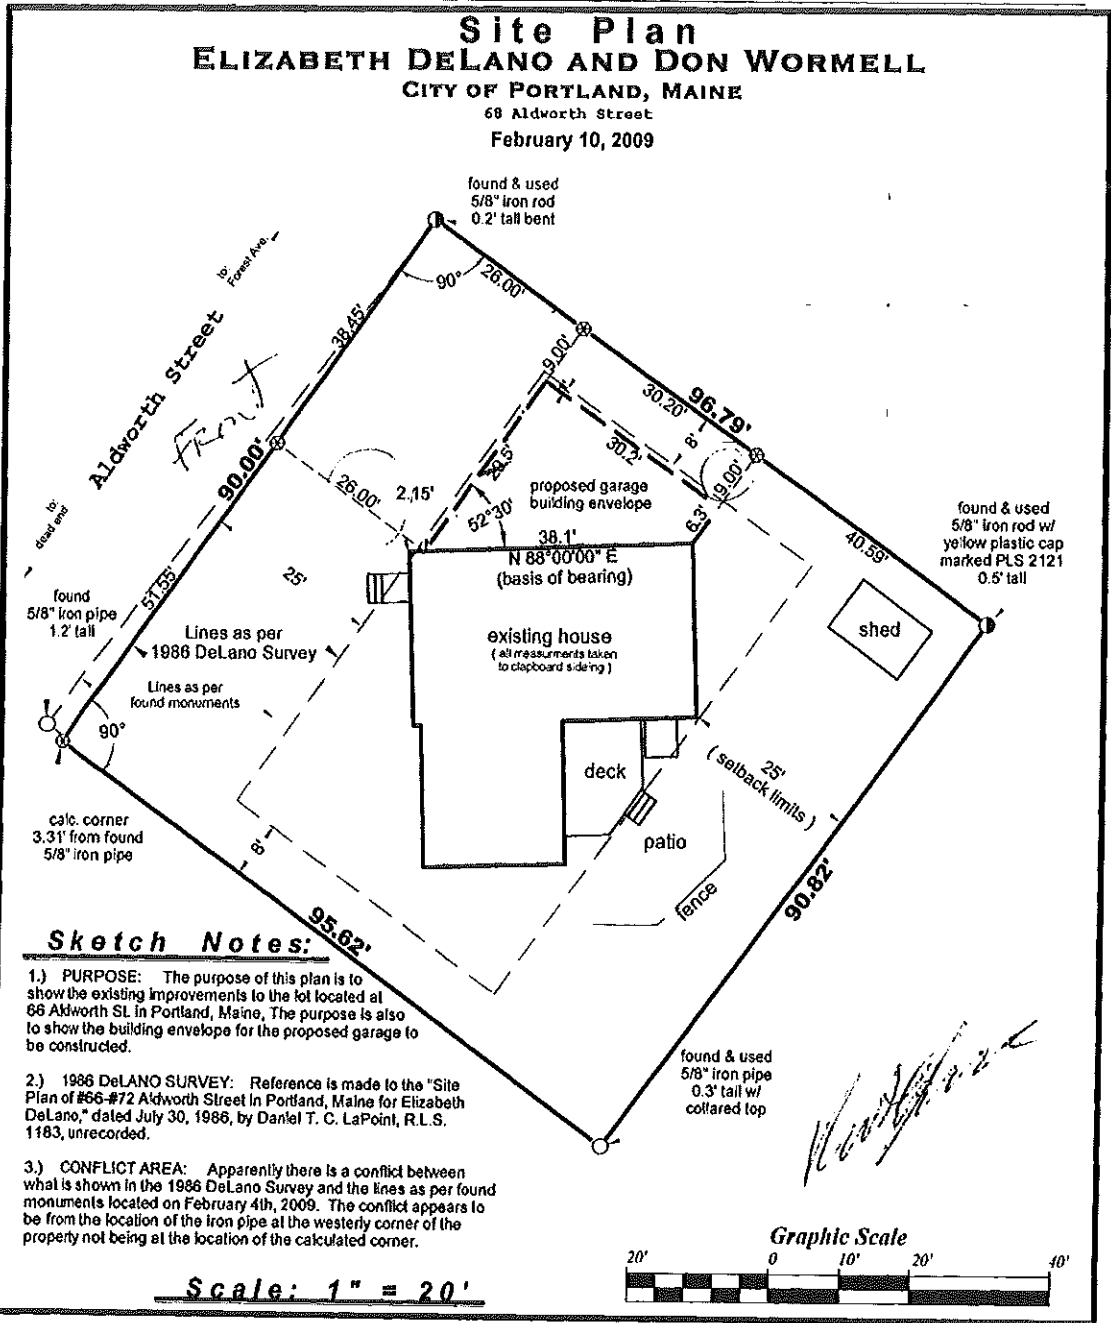 Site Plan
ELIZABETH DELANO AND DON WORMELL
CITY OF PORTLAND, MAINE
68 Aldworth Street
February 10, 2009
found & used
5/8" iron rod
0.2' tall bent
to:
Forest Ave.
Aldworth Street
to:
dead end
Front
90°
26.00'
38.45'
90.00'
51.55'
9.00'
30.20'
96.79'
8'
30.2'
29.5'
9.00'
6.3'
40.59'
26.00'
2.15'
52°30'
proposed garage
building envelope
38.1'
N 88°00'00" E
(basis of bearing)
found & used
5/8" iron rod w/
yellow plastic cap
marked PLS 2121
0.5' tall
shed
existing house
( all measurments taken
to clapboard sideing )
25'
found
5/8" iron pipe
1.2' tall
Lines as per
1986 DeLano Survey
Lines as per
found monuments
90°
calc. corner
3.31' from found
5/8" iron pipe
8'
deck
patio
fence
25'
( setback limits )
90.82'
95.62'
found & used
5/8" iron pipe
0.3' tall w/
collared top
Sketch Notes:
1.) PURPOSE: The purpose of this plan is to
show the existing improvements to the lot located at
66 Aldworth St. in Portland, Maine, The purpose is also
to show the building envelope for the proposed garage to
be constructed.
2.) 1986 DeLANO SURVEY: Reference is made to the "Site
Plan of #66-#72 Aldworth Street in Portland, Maine for Elizabeth
DeLano," dated July 30, 1986, by Daniel T. C. LaPoint, R.L.S.
1183, unrecorded.
3.) CONFLICT AREA: Apparently there is a conflict between
what is shown in the 1986 DeLano Survey and the lines as per found
monuments located on February 4th, 2009. The conflict appears to
be from the location of the iron pipe at the westerly corner of the
property not being at the location of the calculated corner.
Scale: 1" = 20'
Graphic Scale
20' 0 10' 20' 40'